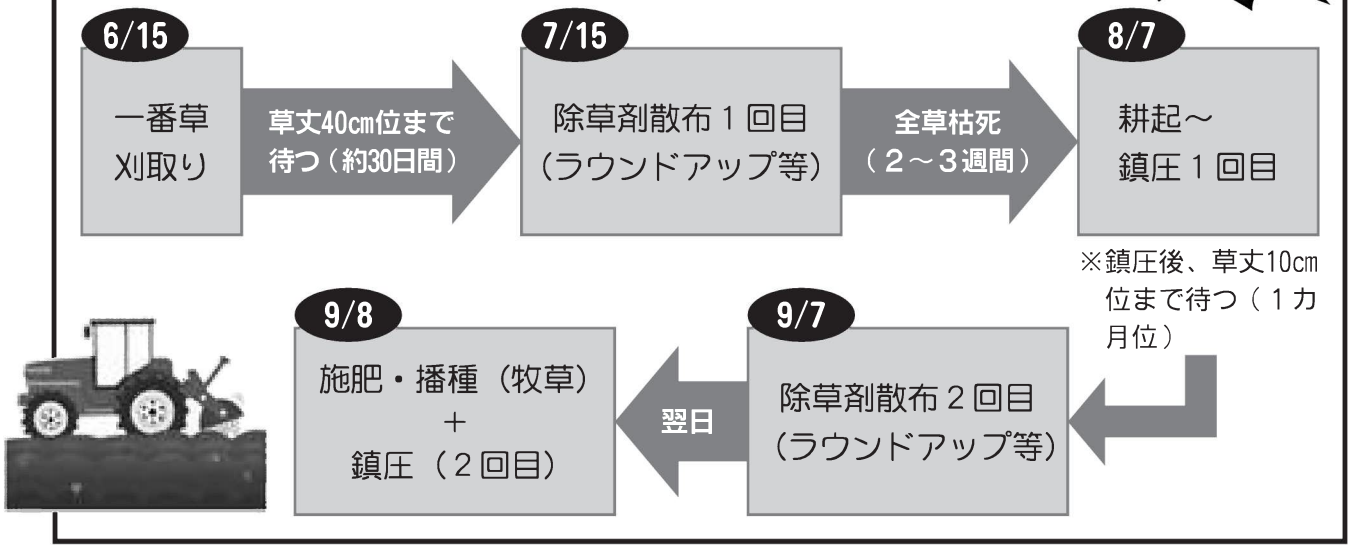 6/15
一番草
刈取り
草丈40㎝位まで
待つ（約30日間）
7/15
除草剤散布１回目
（ラウンドアップ等）
全草枯死
（２～３週間）
8/7
耕起～
鎮圧１回目
※鎮圧後、草丈10㎝
位まで待つ（１カ
月位）
9/7
除草剤散布２回目
（ラウンドアップ等）
翌日
9/8
施肥・播種（牧草）
＋
鎮圧（２回目）